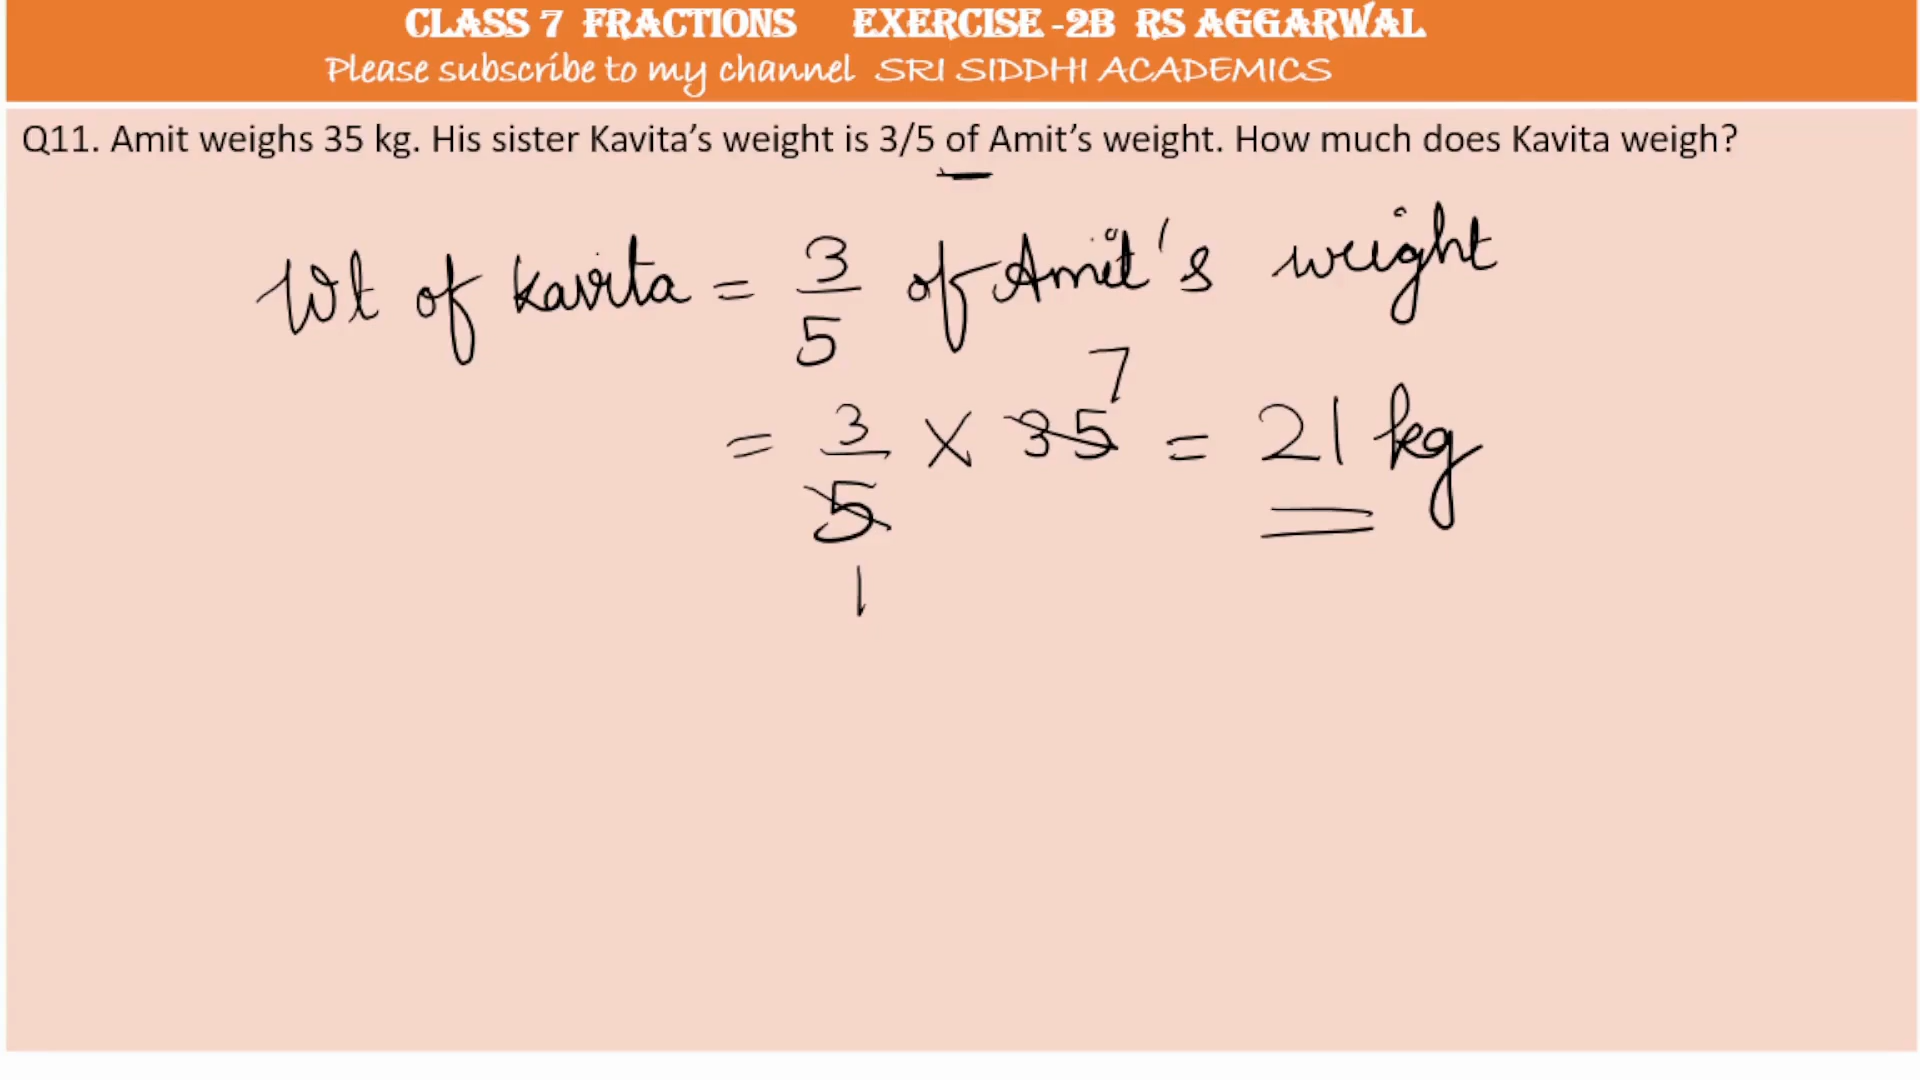 CLASS 7 FRACTIONS EXERCISE -2B RS AGGARWAL
Please subscribe to my channel SRI SIDDHI ACADEMICS
Q11. Amit weighs 35 kg. His sister Kavita’s weight is 3/5 of Amit’s weight. How much does Kavita weigh?
Wt of Kavita = 3/5 of Amit's weight
7
= 3/5 × 35 = 21 kg
1